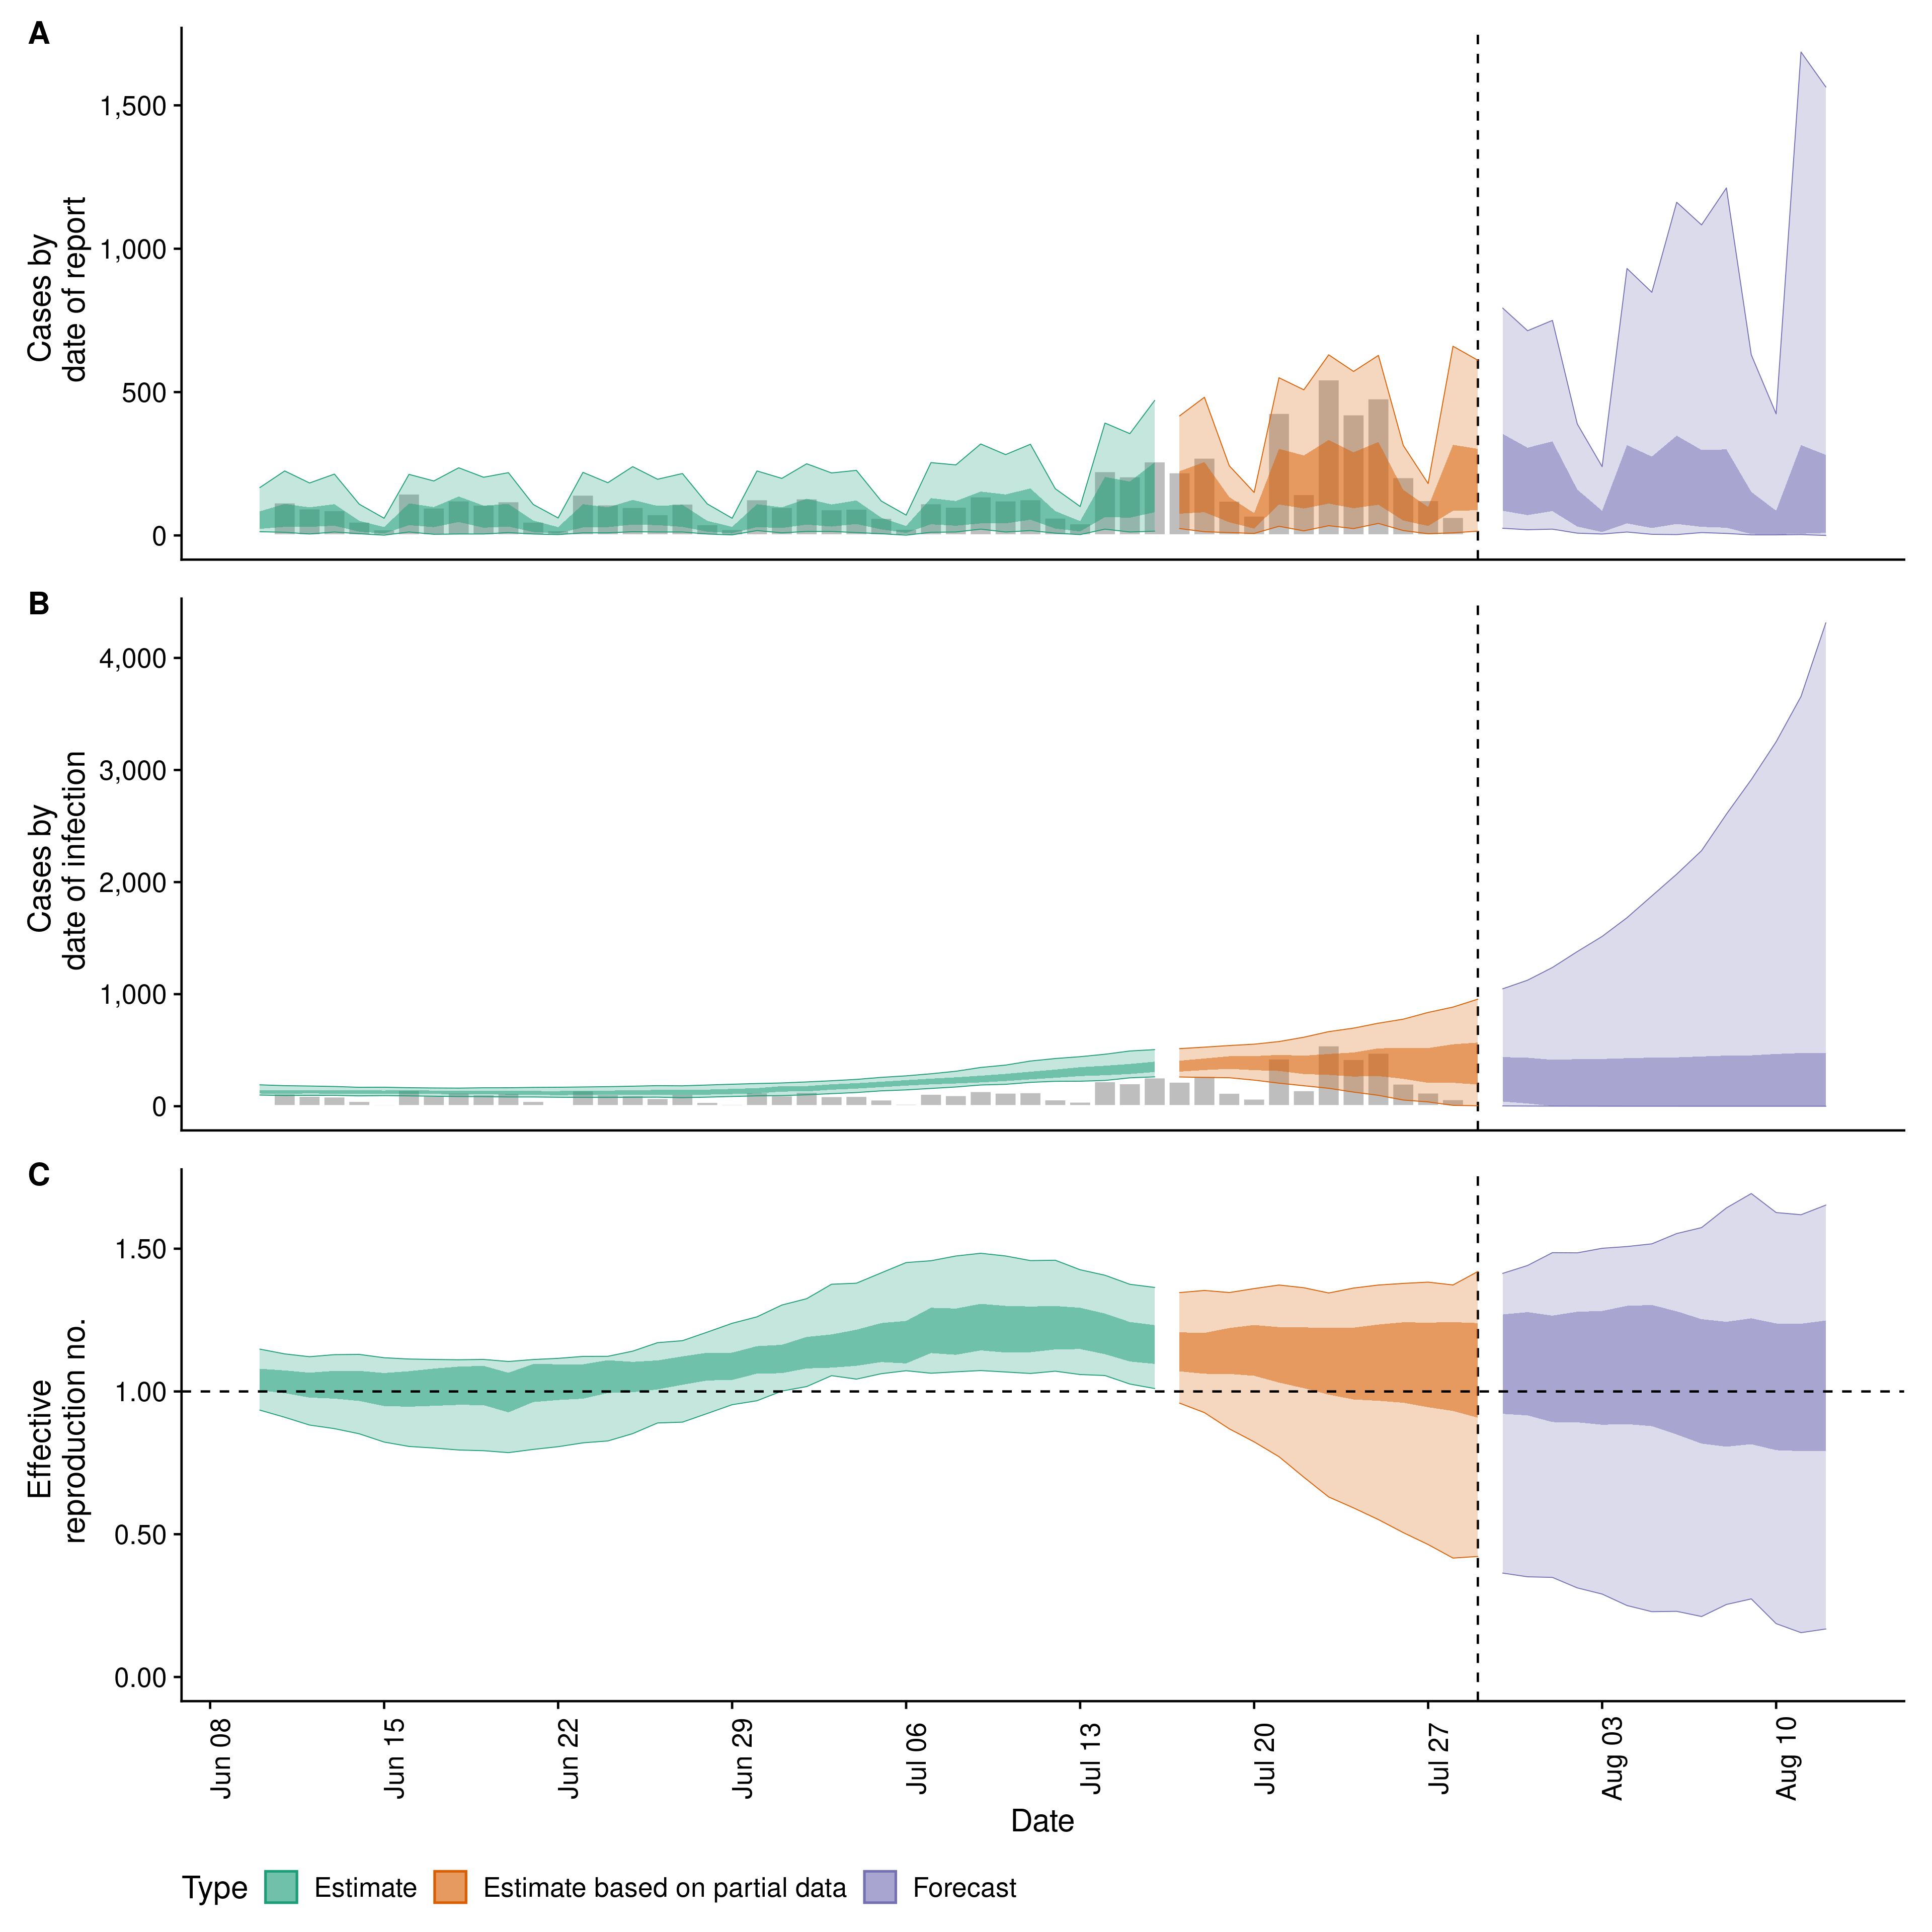 A
Cases by
date of report
1,500
1,000
500
0
B
Cases by
date of infection
4,000
3,000
2,000
1,000
0
C
Effective
reproduction no.
1.50
1.00
0.50
0.00
Jun 08
Jun 15
Jun 22
Jun 29
Jul 06
Jul 13
Jul 20
Jul 27
Aug 03
Aug 10
Date
Type Estimate Estimate based on partial data Forecast